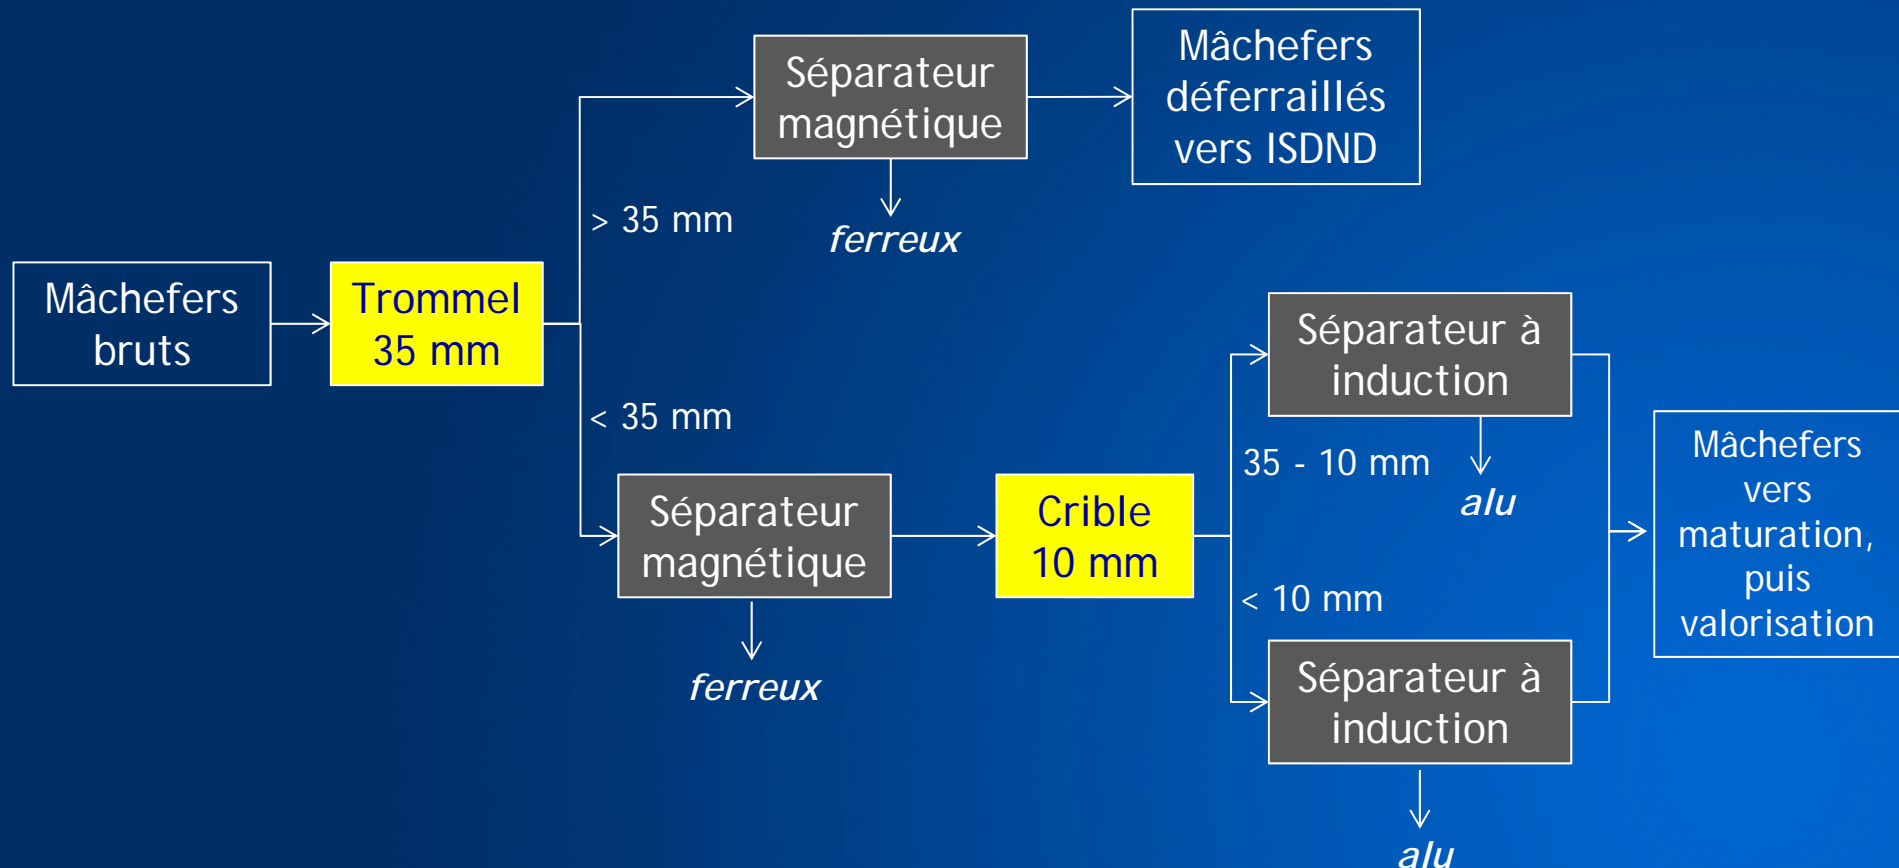 Mâchefers
bruts
Trommel
35 mm
> 35 mm
Séparateur
magnétique
ferreux
Mâchefers
déferraillés
vers ISDND
< 35 mm
Séparateur
magnétique
ferreux
Crible
10 mm
35 - 10 mm
Séparateur à
induction
alu
< 10 mm
Séparateur à
induction
alu
Mâchefers
vers
maturation,
puis
valorisation